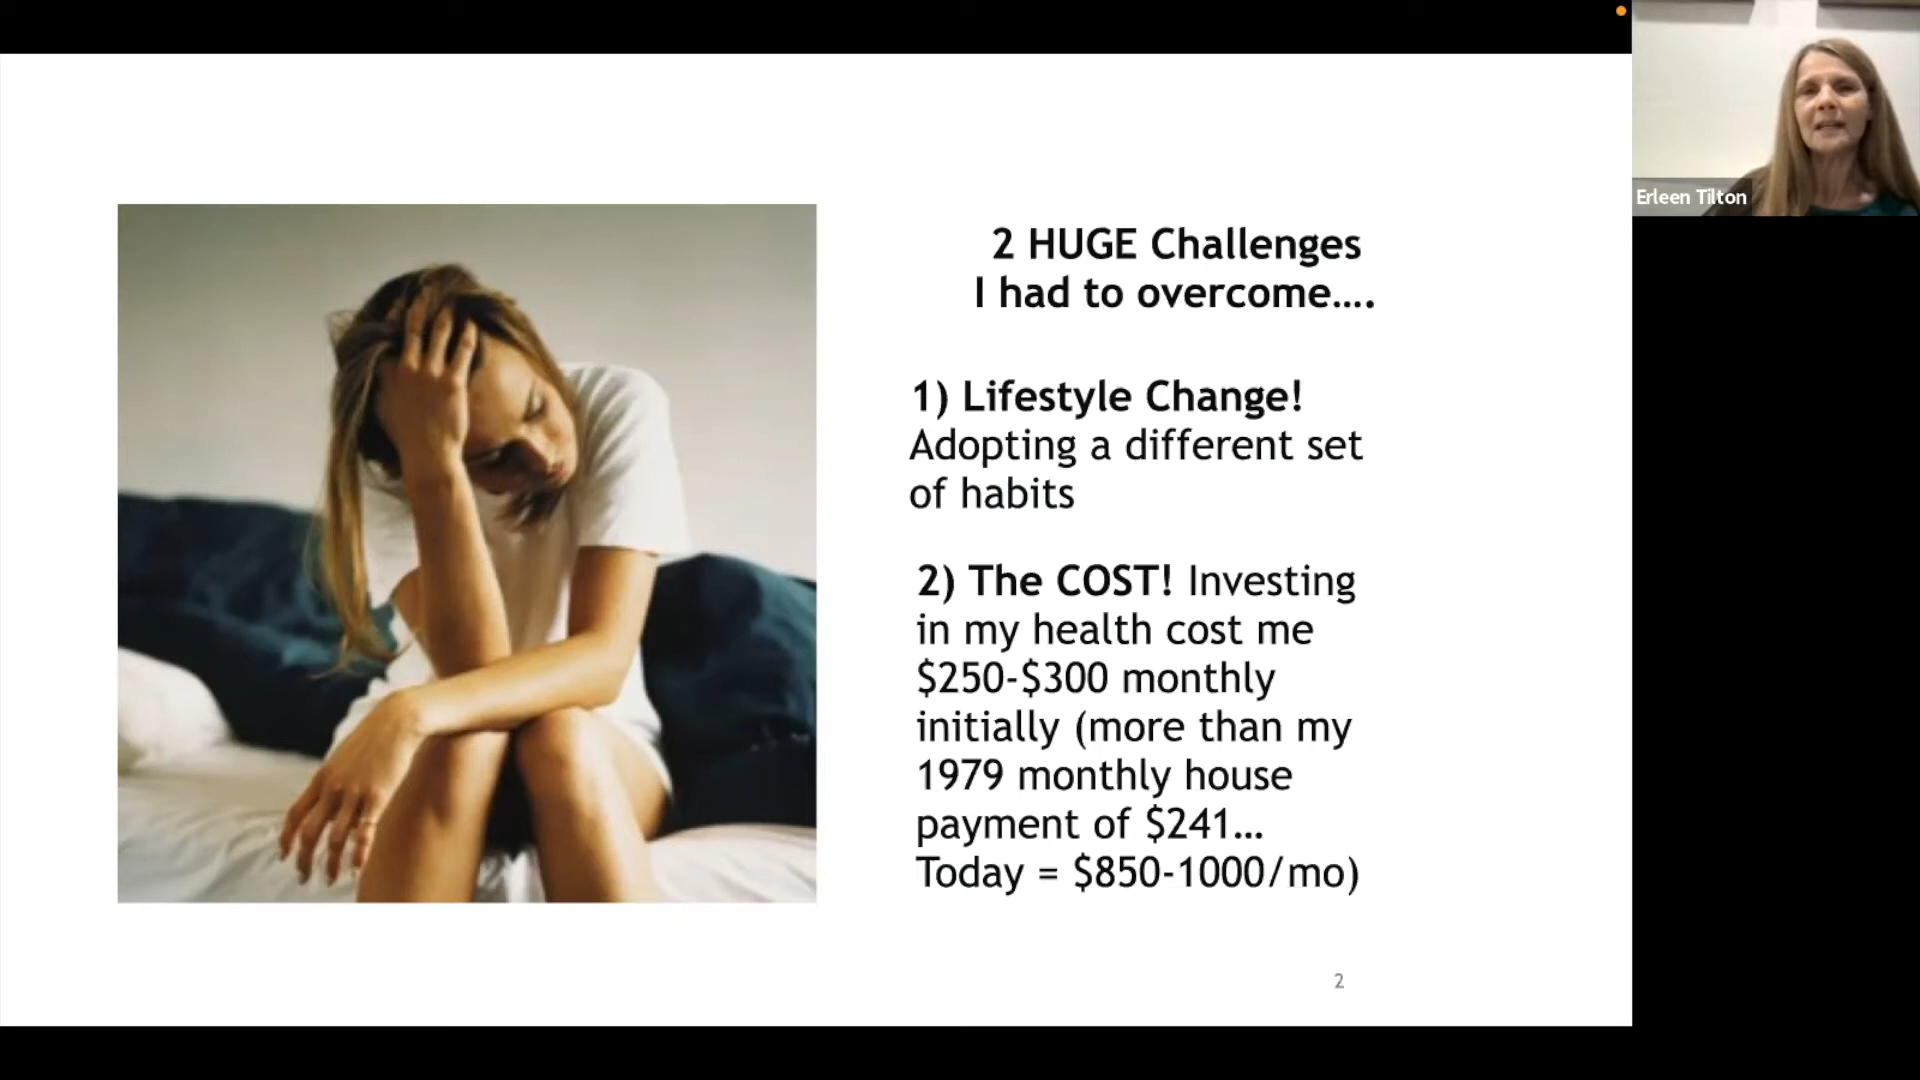 Erleen Tilton
2 HUGE Challenges
I had to overcome....
1) Lifestyle Change!
Adopting a different set
of habits
2) The COST! Investing
in my health cost me
$250-$300 monthly
initially (more than my
1979 monthly house
payment of $241...
Today = $850-1000/mo)
2